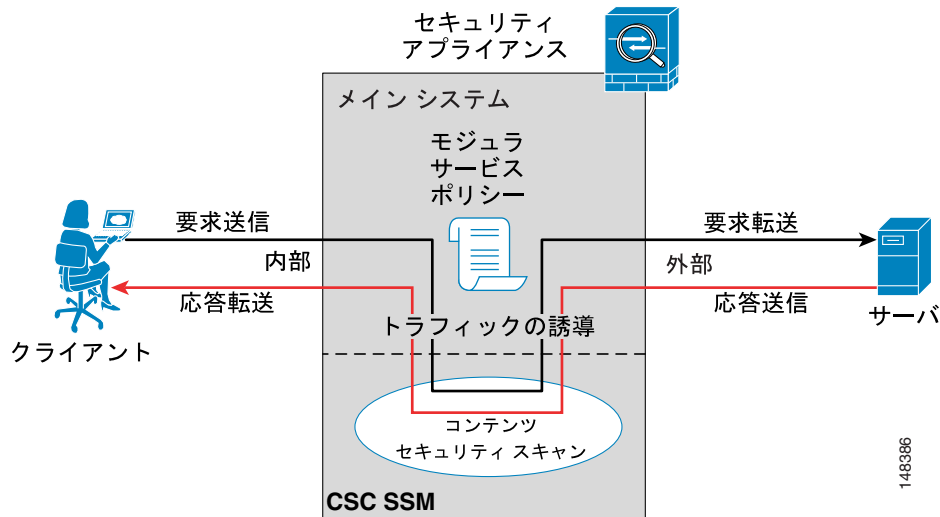 セキュリティ
アプライアンス
メイン システム
モジュラ
サービス
ポリシー
要求送信
要求転送
内部
外部
応答転送
応答送信
サーバ
トラフィックの誘導
クライアント
コンテンツ
セキュリティ スキャン
CSC SSM
148386